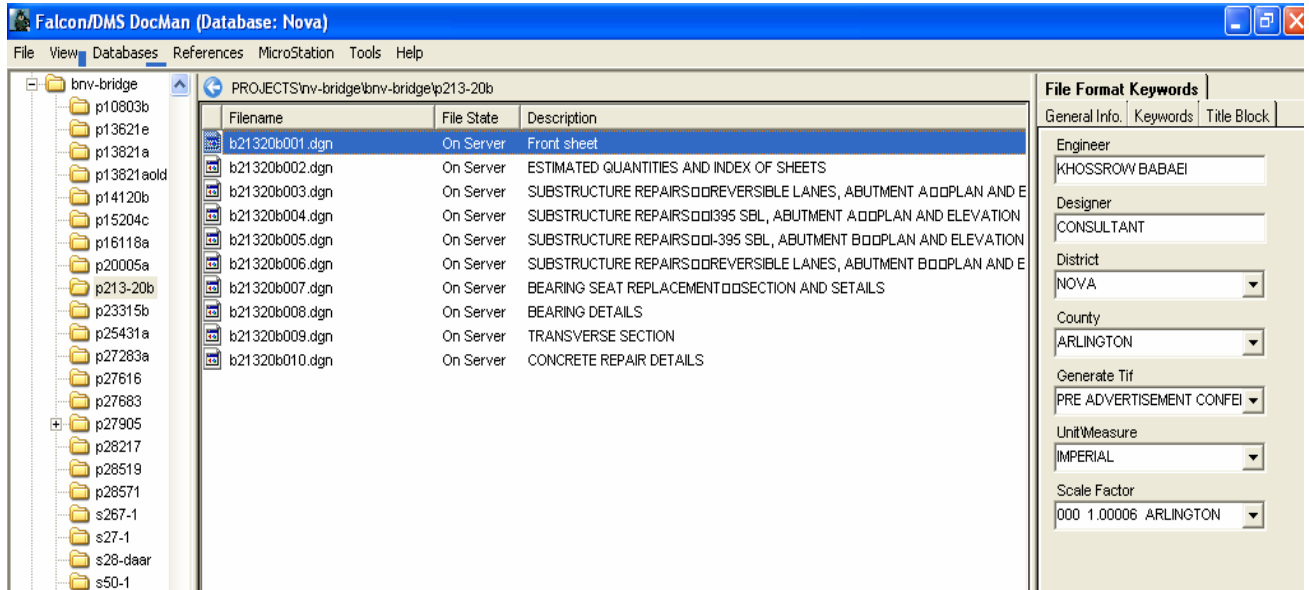 Falcon/DMS DocMan (Database: Nova)
File View Databases References MicroStation Tools Help
bnv-bridge
p10803b
p13621e
p13821a
p13821aold
p14120b
p15204c
p16118a
p20005a
p213-20b
p23315b
p25431a
p27283a
p27616
p27683
p27905
p28217
p28519
p28571
s267-1
s27-1
s28-daar
s50-1
PROJECTS\nv-bridge\bnv-bridge\p213-20b
Filename File State Description
b21320b001.dgn On Server Front sheet
b21320b002.dgn On Server ESTIMATED QUANTITIES AND INDEX OF SHEETS
b21320b003.dgn On Server SUBSTRUCTURE REPAIRS□□REVERSIBLE LANES, ABUTMENT A□□PLAN AND E
b21320b004.dgn On Server SUBSTRUCTURE REPAIRS□□I395 SBL, ABUTMENT A□□PLAN AND ELEVATION
b21320b005.dgn On Server SUBSTRUCTURE REPAIRS□□I-395 SBL, ABUTMENT B□□PLAN AND ELEVATION
b21320b006.dgn On Server SUBSTRUCTURE REPAIRS□□REVERSIBLE LANES, ABUTMENT B□□PLAN AND E
b21320b007.dgn On Server BEARING SEAT REPLACEMENT□□SECTION AND SETAILS
b21320b008.dgn On Server BEARING DETAILS
b21320b009.dgn On Server TRANSVERSE SECTION
b21320b010.dgn On Server CONCRETE REPAIR DETAILS
File Format Keywords
General Info. Keywords Title Block
Engineer
KHOSSROW BABAEI
Designer
CONSULTANT
District
NOVA
County
ARLINGTON
Generate Tif
PRE ADVERTISEMENT CONFEI
Unit\Measure
IMPERIAL
Scale Factor
000 1.00006 ARLINGTON